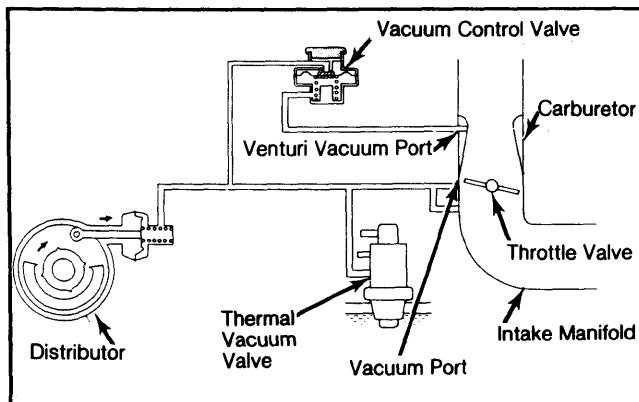 Vacuum Control Valve
Carburetor
Venturi Vacuum Port
Throttle Valve
Thermal
Vacuum
Valve
Distributor
Vacuum Port
Intake Manifold